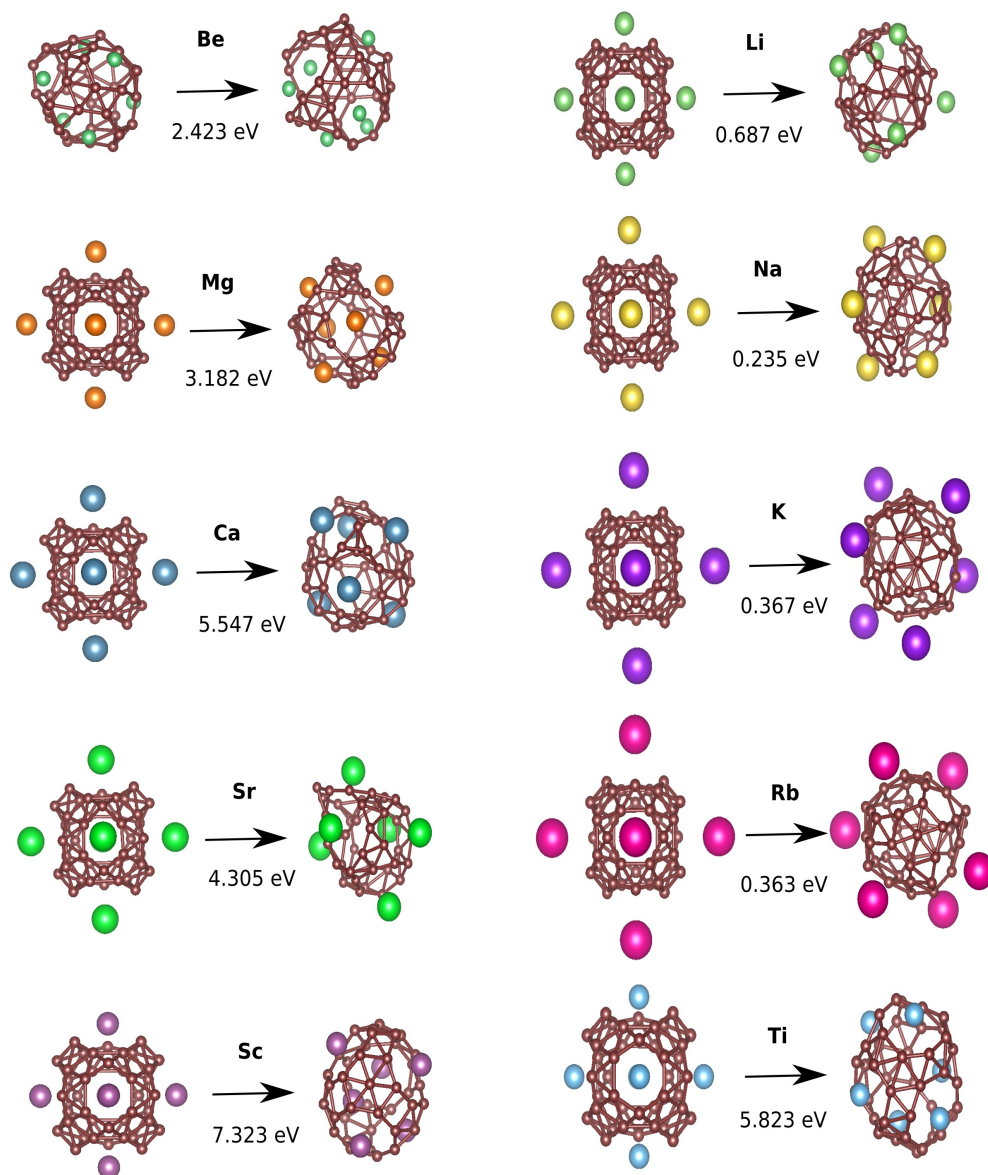 Be
2.423 eV
Li
0.687 eV
Mg
3.182 eV
Na
0.235 eV
Ca
5.547 eV
K
0.367 eV
Sr
4.305 eV
Rb
0.363 eV
Sc
7.323 eV
Ti
5.823 eV